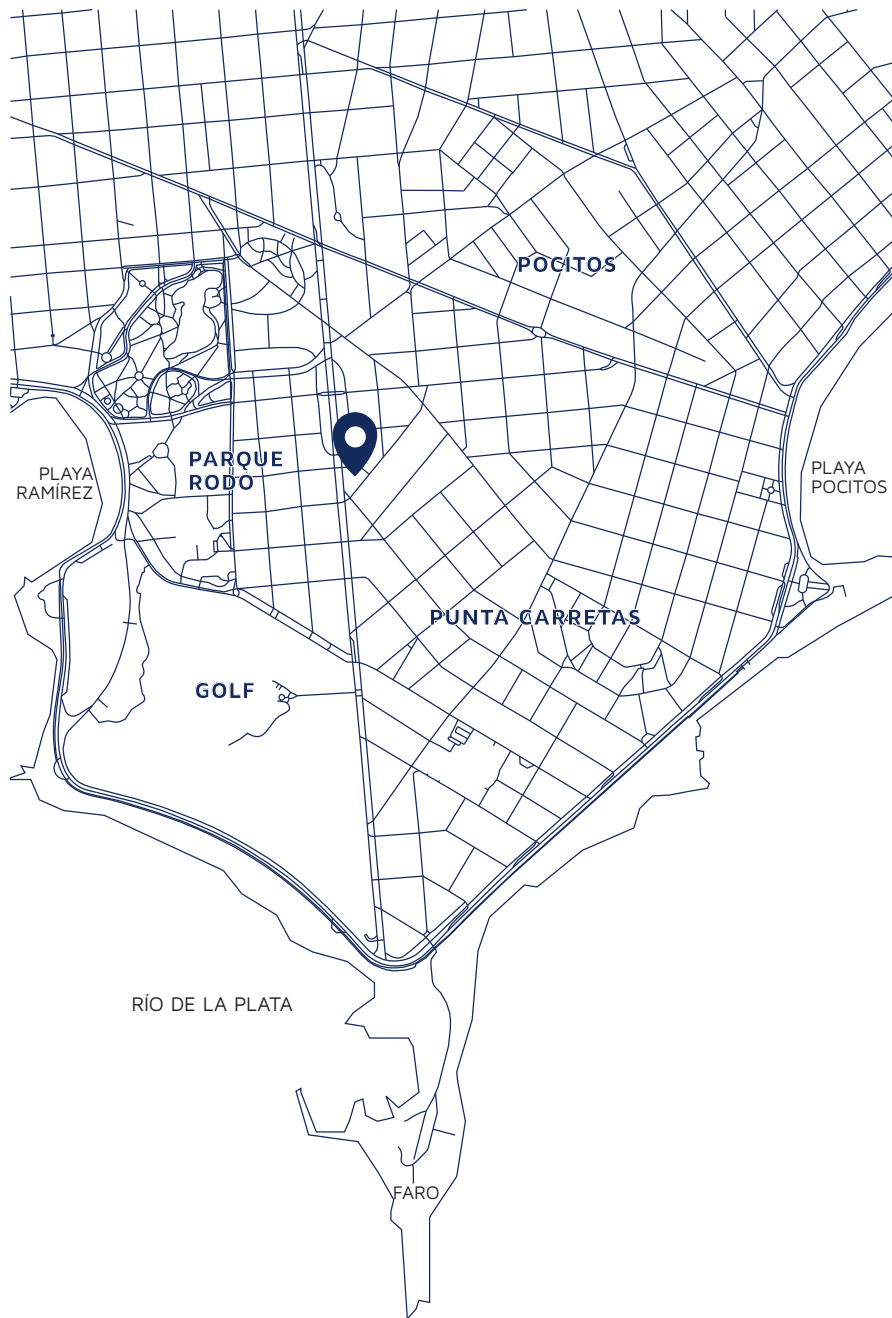 POCITOS
PLAYA
RAMÍREZ
PARQUE
RODO
PLAYA
POCITOS
PUNTA CARRETAS
GOLF
RÍO DE LA PLATA
FARO